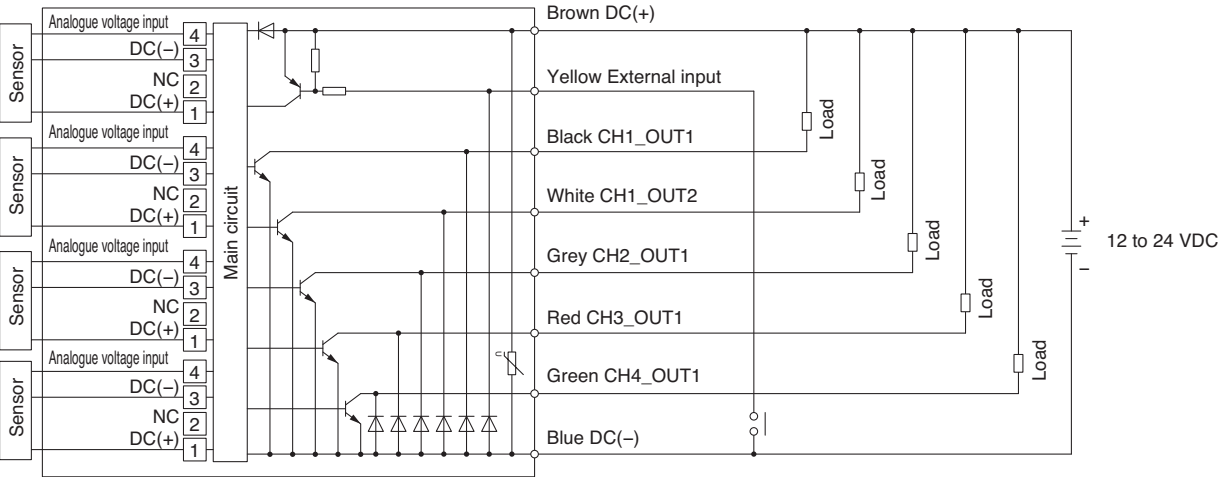 Sensor
Analogue voltage input
4
DC(−)
3
NC
2
DC(+)
1
Sensor
Analogue voltage input
4
DC(−)
3
NC
2
DC(+)
1
Sensor
Analogue voltage input
4
DC(−)
3
NC
2
DC(+)
1
Sensor
Analogue voltage input
4
DC(−)
3
NC
2
DC(+)
1
Main circuit
U
Brown DC(+)
Yellow External input
Black CH1_OUT1
White CH1_OUT2
Grey CH2_OUT1
Red CH3_OUT1
Green CH4_OUT1
Blue DC(−)
Load
Load
Load
Load
Load
+
12 to 24 VDC
−